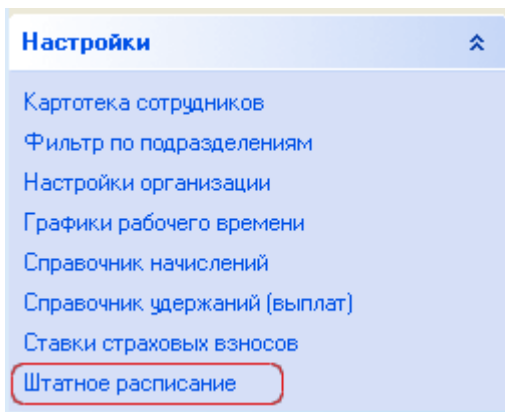 Настройки
Картотека сотрудников
Фильтр по подразделениям
Настройки организации
Графики рабочего времени
Справочник начислений
Справочник удержаний (выплат)
Ставки страховых взносов
Штатное расписание